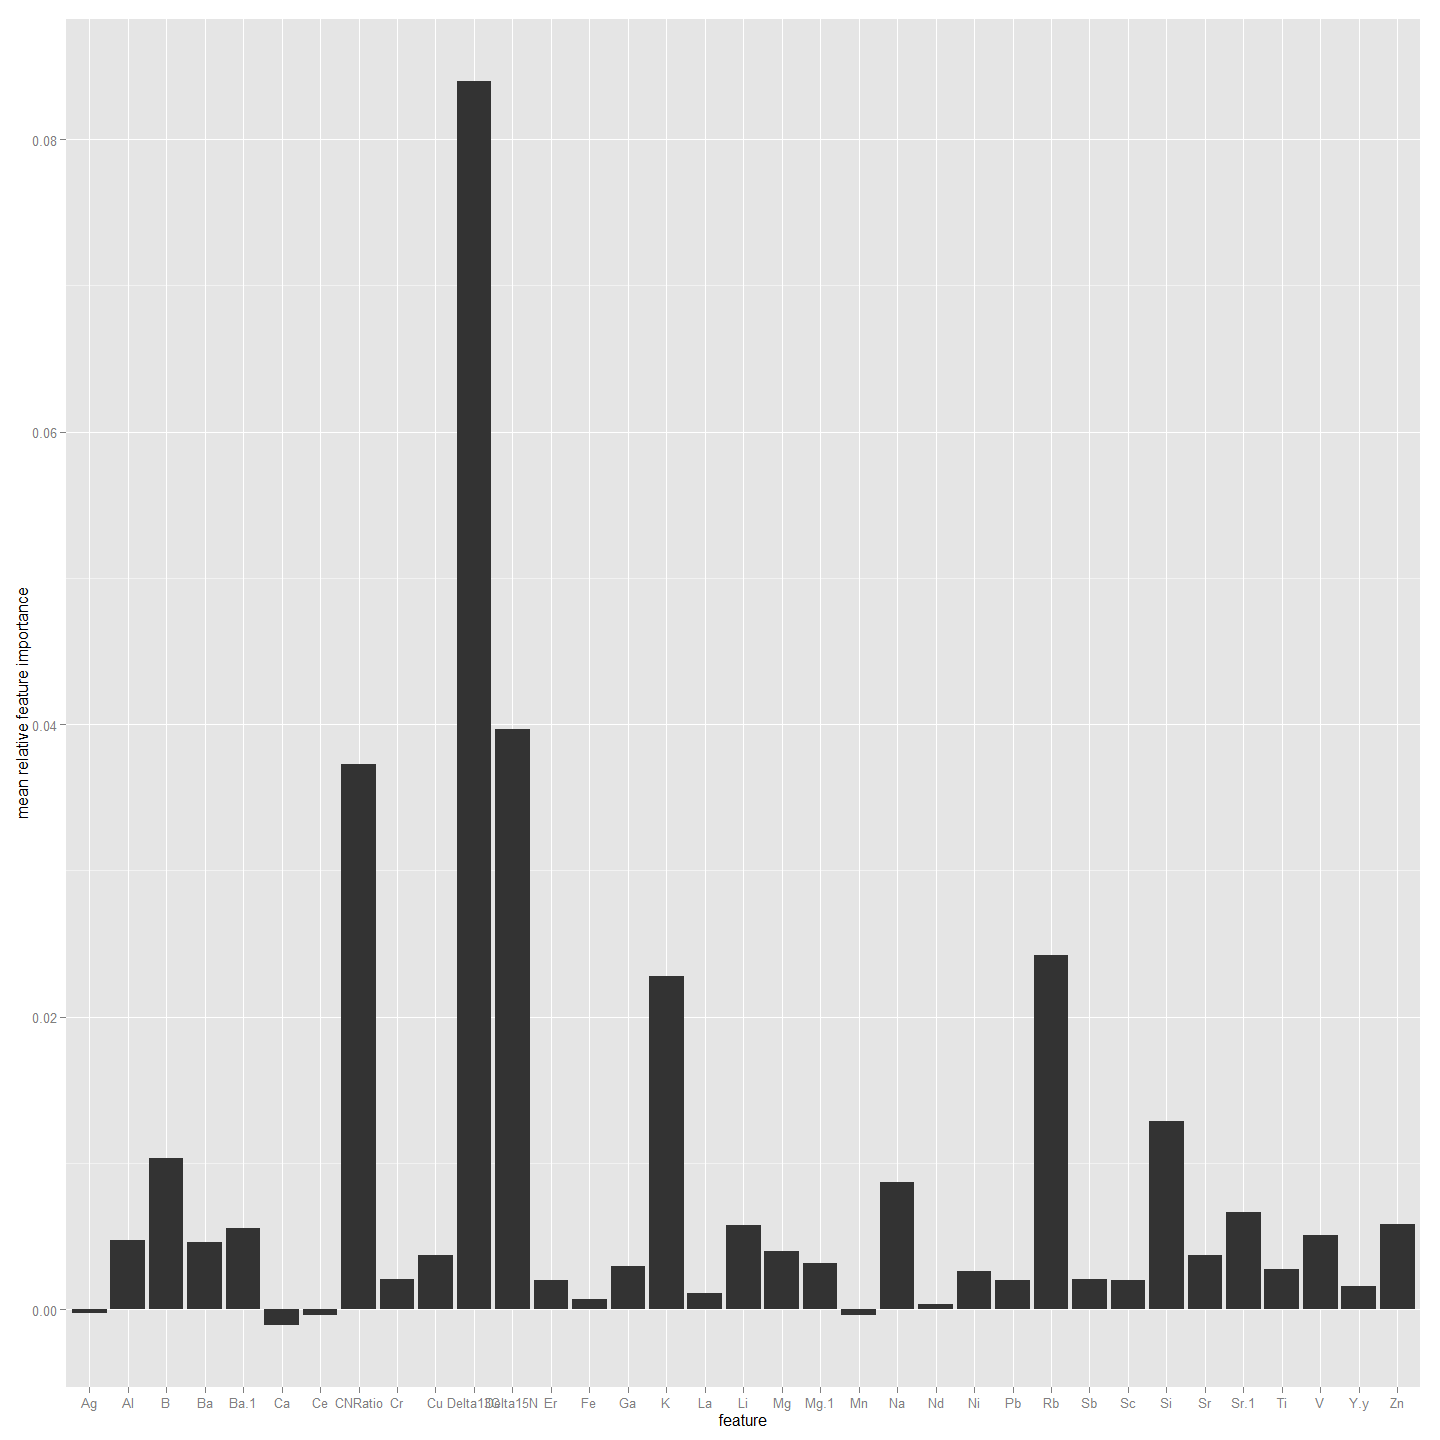 mean relative feature importance
0.08
0.06
0.04
0.02
0.00
Ag Al B Ba Ba.1 Ca Ce CNRatio Cr Cu Delta13C Delta15N Er Fe Ga K La Li Mg Mg.1 Mn Na Nd Ni Pb Rb Sb Sc Si Sr Sr.1 Ti V Y.y Zn
feature